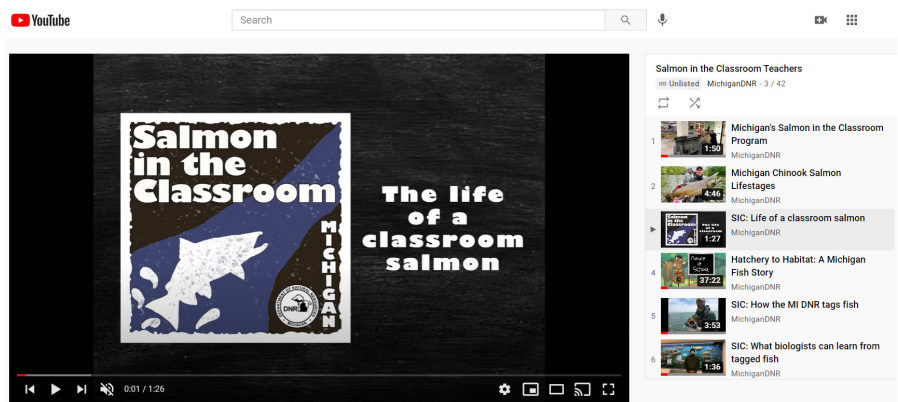 YouTube
Search
Salmon
in the
Classroom
MICHIGAN
DNR
The life
of a
classroom
salmon
0:01 / 1:26
Salmon in the Classroom Teachers
Unlisted MichiganDNR - 3 / 42
1
1:50
Michigan's Salmon in the Classroom
Program
MichiganDNR
2
4:46
Michigan Chinook Salmon
Lifestages
MichiganDNR
1:27
SIC: Life of a classroom salmon
MichiganDNR
4
37:22
Hatchery to Habitat: A Michigan
Fish Story
MichiganDNR
5
3:53
SIC: How the MI DNR tags fish
MichiganDNR
6
1:36
SIC: What biologists can learn from
tagged fish
MichiganDNR